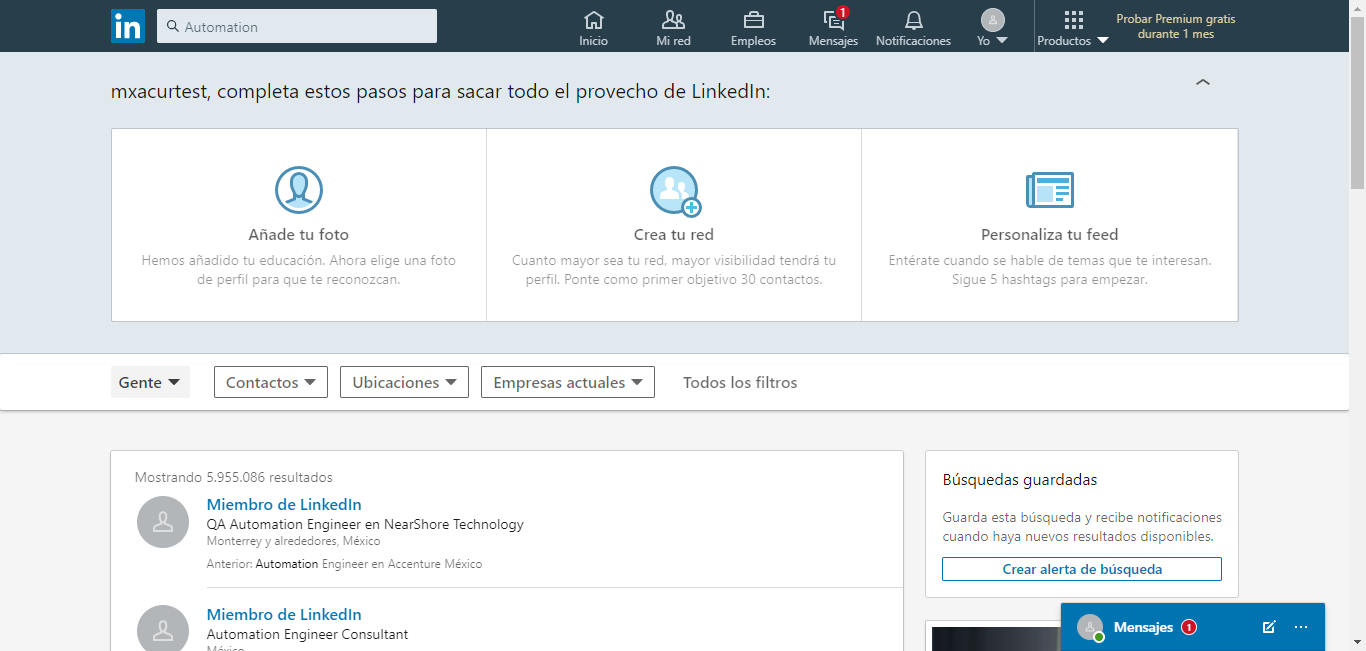 in
Automation
Inicio
Mi red
Empleos
1
Mensajes
Notificaciones
Yo
Productos
Probar Premium gratis
durante 1 mes
mxacurtest, completa estos pasos para sacar todo el provecho de LinkedIn:
Añade tu foto
Hemos añadido tu educación. Ahora elige una foto
de perfil para que te reconozcan.
Crea tu red
Cuanto mayor sea tu red, mayor visibilidad tendrá tu
perfil. Ponte como primer objetivo 30 contactos.
Personaliza tu feed
Entérate cuando se hable de temas que te interesan.
Sigue 5 hashtags para empezar.
Gente
Contactos
Ubicaciones
Empresas actuales
Todos los filtros
Mostrando 5.955.086 resultados
Miembro de LinkedIn
QA Automation Engineer en NearShore Technology
Monterrey y alrededores, México
Anterior: Automation Engineer en Accenture México
Miembro de LinkedIn
Automation Engineer Consultant
México
Búsquedas guardadas
Guarda esta búsqueda y recibe notificaciones
cuando haya nuevos resultados disponibles.
Crear alerta de búsqueda
Mensajes 1